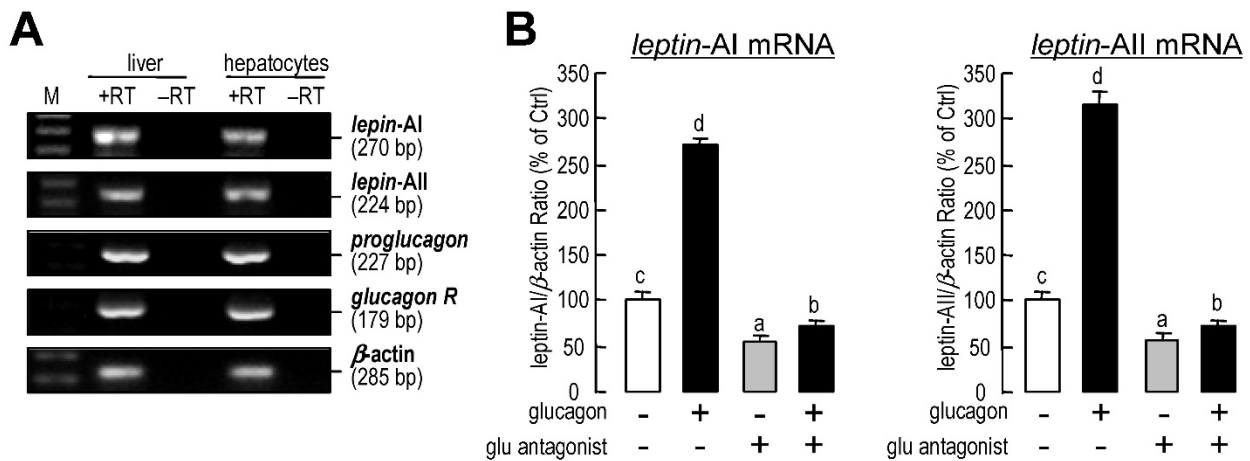 A
liver hepatocytes
M +RT –RT +RT –RT
lepin-AI
(270 bp)
lepin-AII
(224 bp)
proglucagon
(227 bp)
glucagon R
(179 bp)
β-actin
(285 bp)
B
leptin-AI mRNA
leptin-AI/β-actin Ratio (% of Ctrl)
350
300
250
200
150
100
50
0
c
d
a
b
glucagon - + - +
glu antagonist - - + +
leptin-AII mRNA
leptin-AII/β-actin Ratio (% of Ctrl)
350
300
250
200
150
100
50
0
c
d
a
b
glucagon - + - +
glu antagonist - - + +